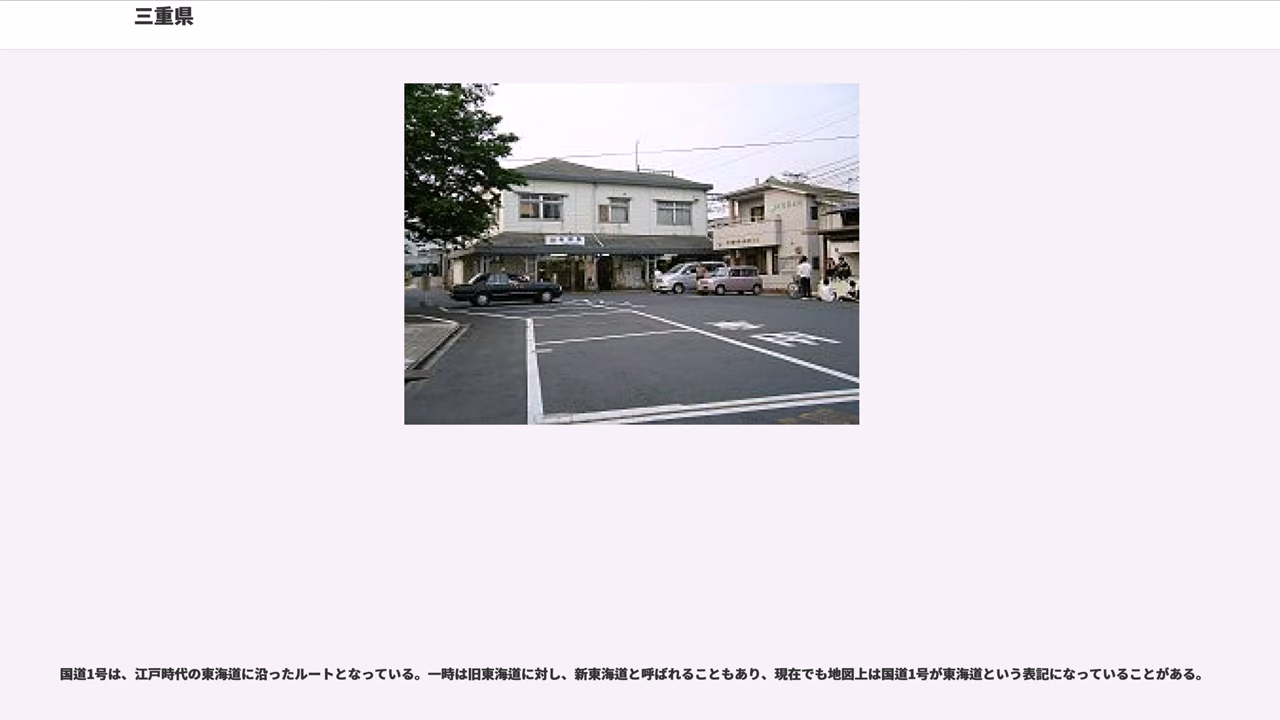 三重県
国道1号は、江戸時代の東海道に沿ったルートとなっている。一時は旧東海道に対し、新東海道と呼ばれることもあり、現在でも地図上は国道1号が東海道という表記になっていることがある。